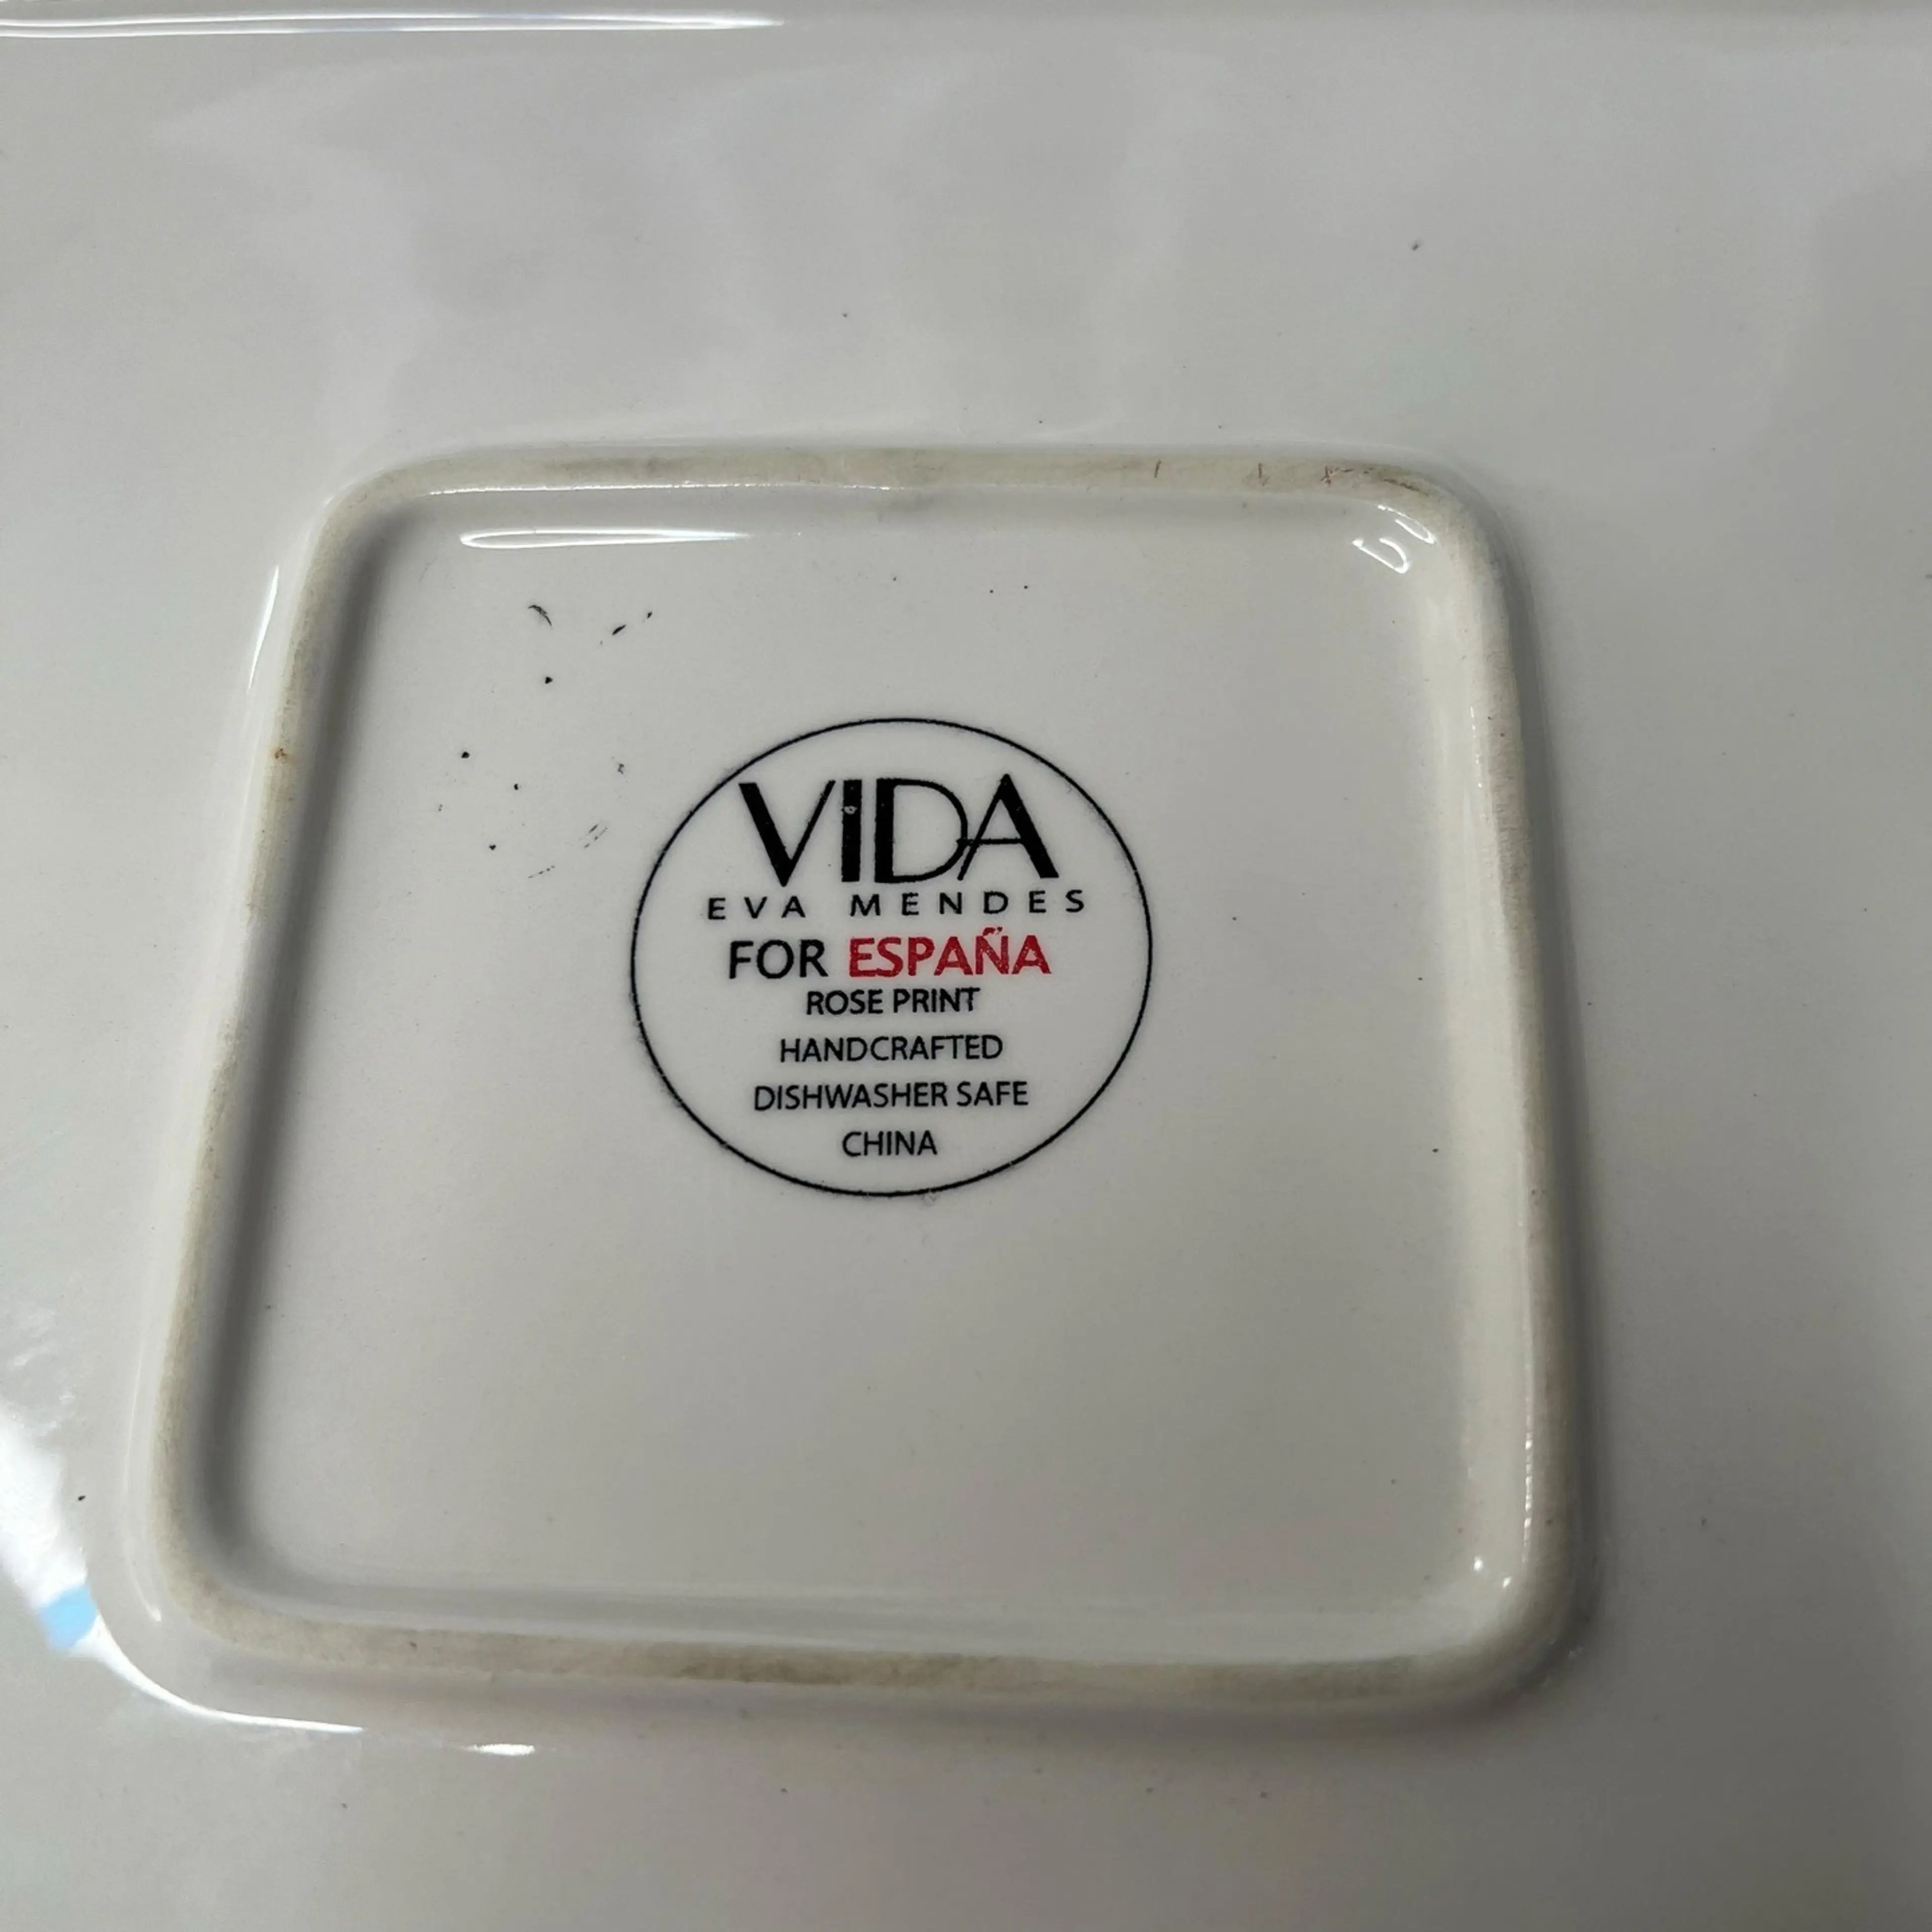 VIDA
EVA MENDES
FOR ESPAÑA
ROSE PRINT
HANDCRAFTED
DISHWASHER SAFE
CHINA